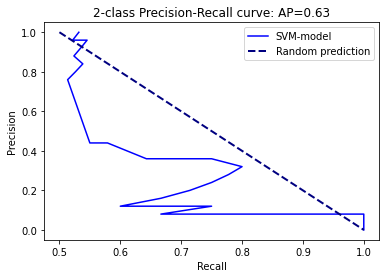 2-class Precision-Recall curve: AP=0.63
SVM-model
Random prediction
Precision
1.0
0.8
0.6
0.4
0.2
0.0
0.5
0.6
0.7
0.8
0.9
1.0
Recall